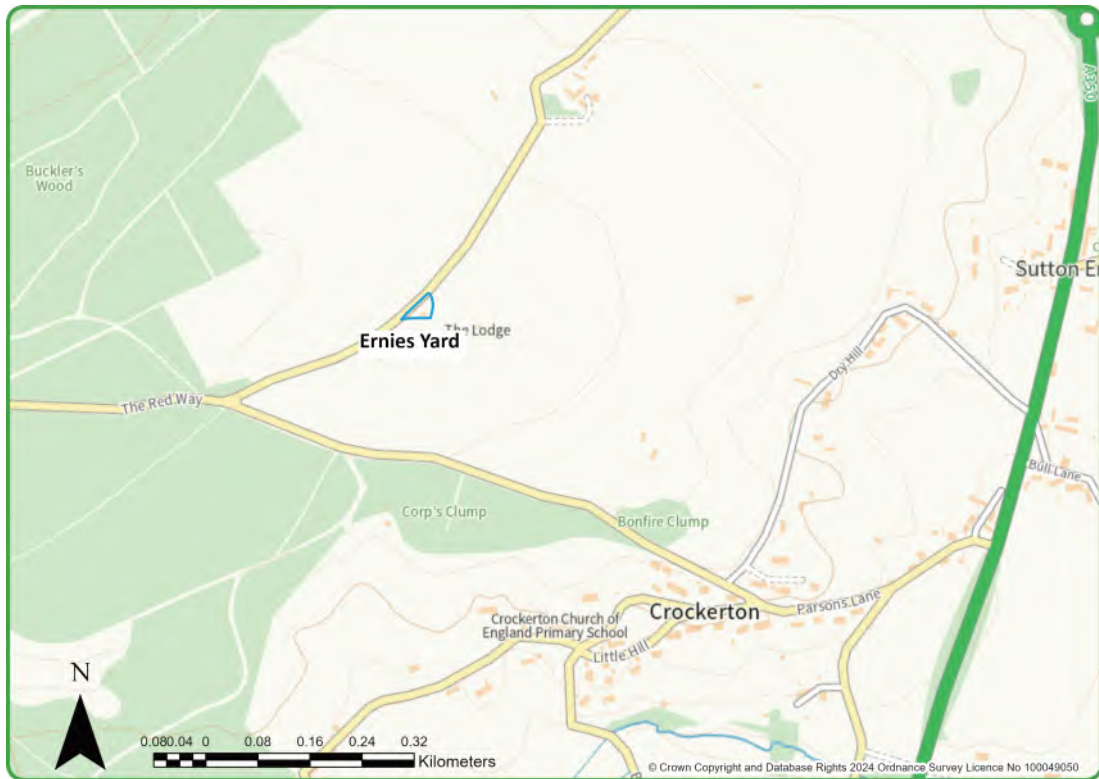 A350
Buckler's
Wood
Sutton
The Lodge
Ernies Yard
Dry Hill
The Red Way
Bull Lane
Corp's Clump
Bonfire Clump
Parsons Lane
Crockerton
Crockerton Church of
England Primary School
Little Hill
N
0.080.04 0 0.08 0.16 0.24 0.32
Kilometers
© Crown Copyright and Database Rights 2024 Ordnance Survey Licence No 100049050